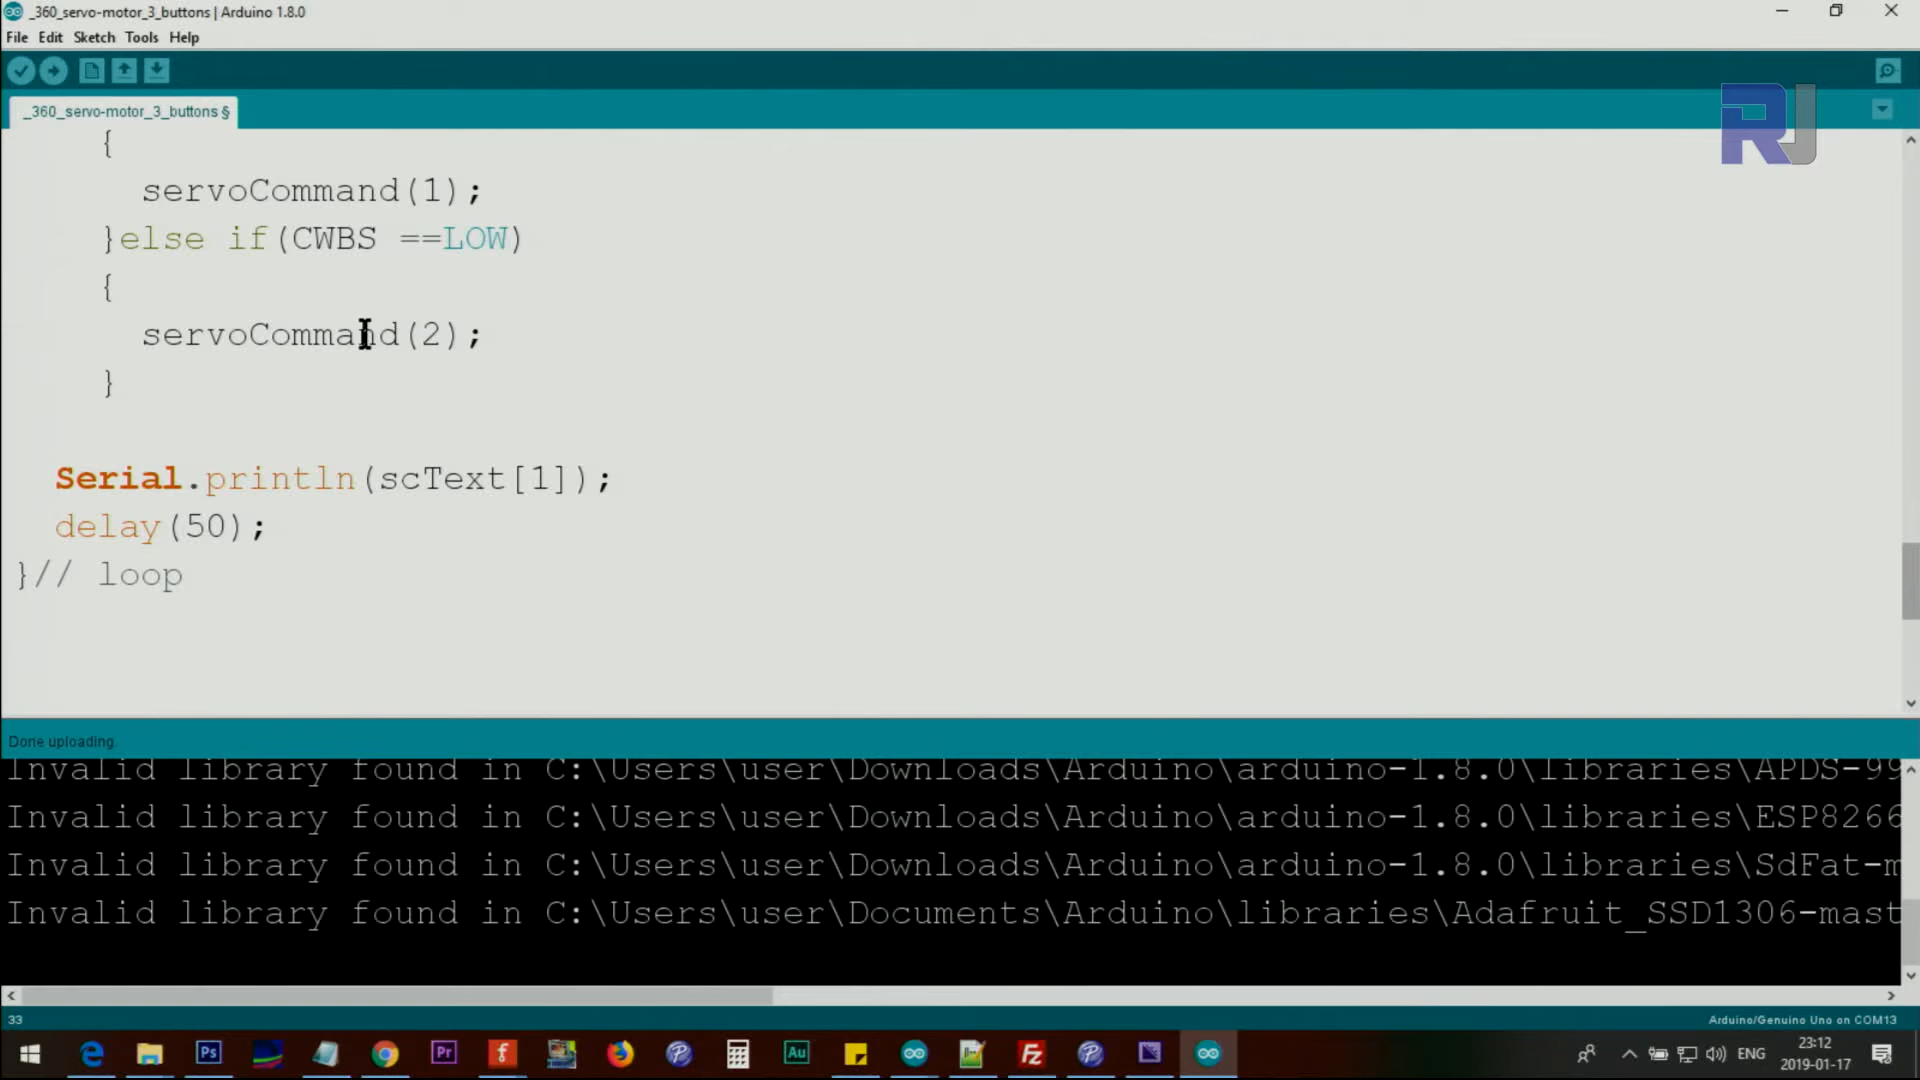 _360_servo-motor_3_buttons | Arduino 1.8.0
File Edit Sketch Tools Help
_360_servo-motor_3_buttons §
RJ
{
servoCommand(1);
}else if(CWBS ==LOW)
{
servoCommand(2);
}
Serial.println(scText[1]);
delay(50);
}// loop
Done uploading.
Invalid library found in C:\Users\user\Downloads\Arduino\arduino-1.8.0\libraries\APDS-99
Invalid library found in C:\Users\user\Downloads\Arduino\arduino-1.8.0\libraries\ESP8266
Invalid library found in C:\Users\user\Downloads\Arduino\arduino-1.8.0\libraries\SdFat-m
Invalid library found in C:\Users\user\Documents\Arduino\libraries\Adafruit_SSD1306-mast
33
Arduino/Genuino Uno on COM13
Ps
Pr
f
Au
Fz
ENG
23:12
2019-01-17